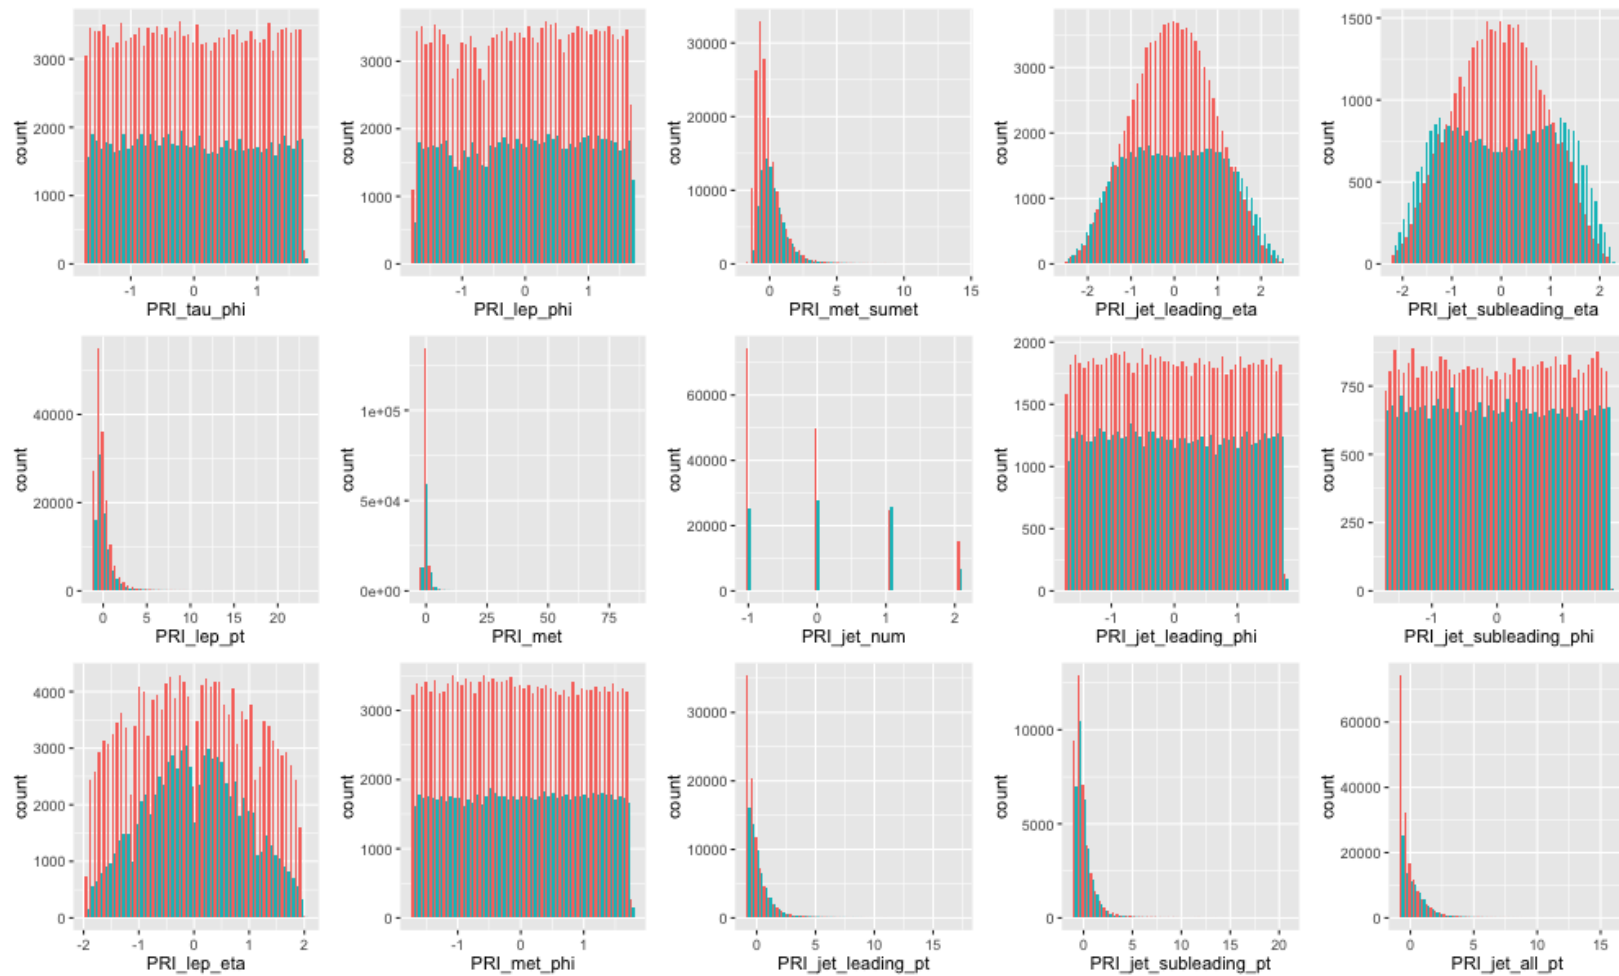 count
3000
2000
1000
0
-1 0 1
PRI_tau_phi
count
3000
2000
1000
0
-1 0 1
PRI_lep_phi
count
30000
20000
10000
0
0 5 10 15
PRI_met_sumet
count
3000
2000
1000
0
-2 -1 0 1 2
PRI_jet_leading_eta
count
1500
1000
500
0
-2 -1 0 1 2
PRI_jet_subleading_eta
count
40000
20000
0
0 5 10 15 20
PRI_lep_pt
count
1e+05
5e+04
0e+00
0 25 50 75
PRI_met
count
60000
40000
20000
0
-1 0 1 2
PRI_jet_num
count
2000
1500
1000
500
0
-1 0 1
PRI_jet_leading_phi
count
750
500
250
0
-1 0 1
PRI_jet_subleading_phi
count
4000
3000
2000
1000
0
-2 -1 0 1 2
PRI_lep_eta
count
3000
2000
1000
0
-1 0 1
PRI_met_phi
count
30000
20000
10000
0
0 5 10 15
PRI_jet_leading_pt
count
10000
5000
0
0 5 10 15 20
PRI_jet_subleading_pt
count
60000
40000
20000
0
0 5 10 15
PRI_jet_all_pt